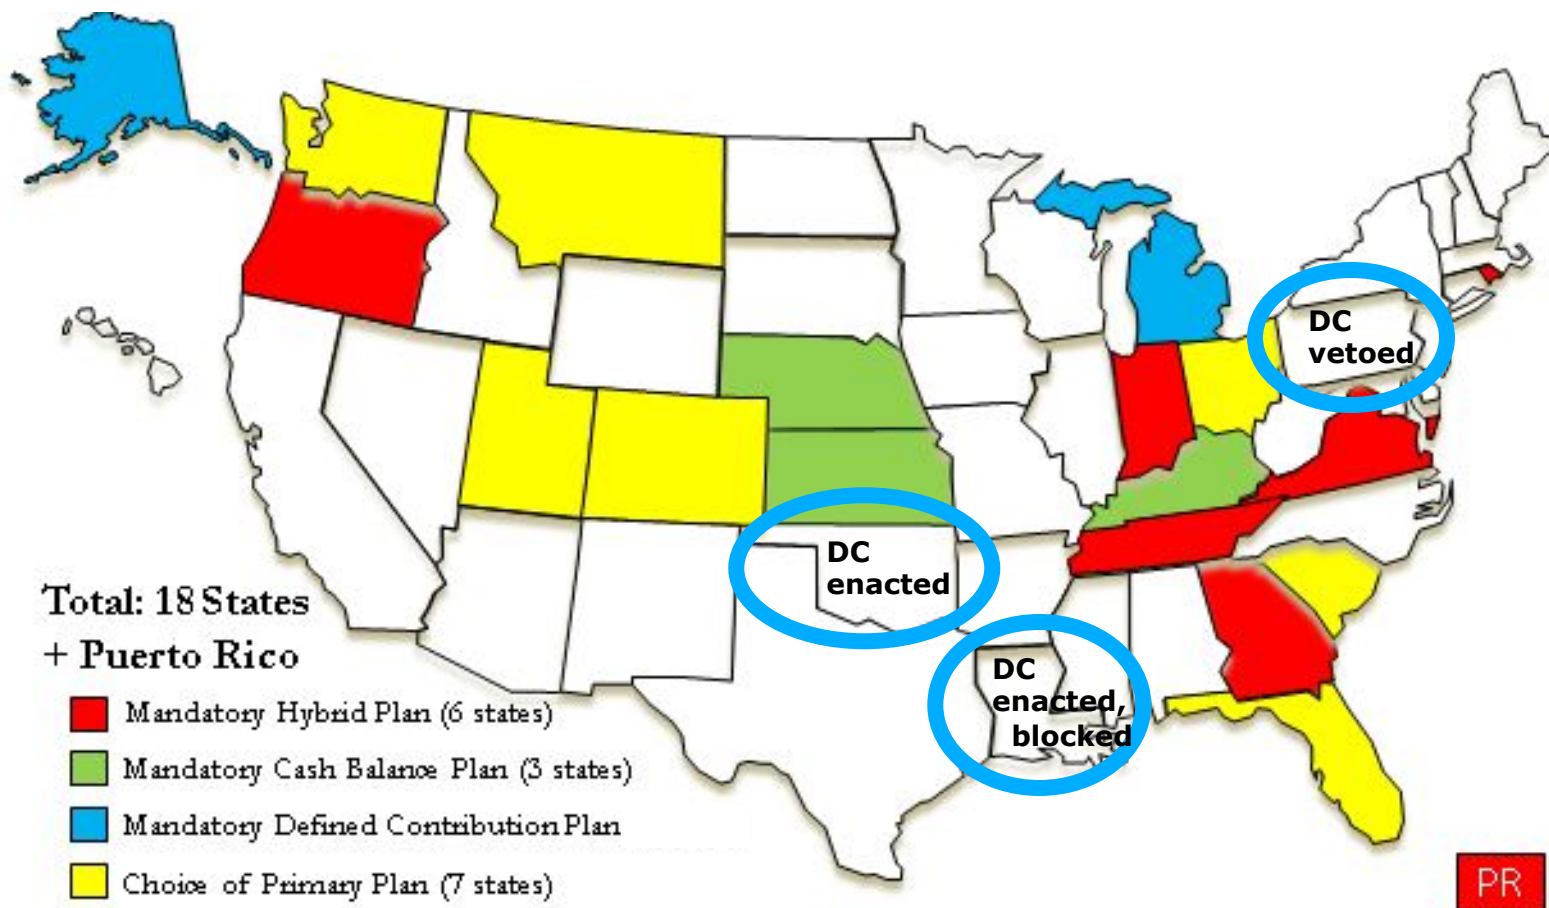 DC
vetoed
DC
enacted
DC
enacted,
blocked
Total: 18 States
+ Puerto Rico
Mandatory Hybrid Plan (6 states)
Mandatory Cash Balance Plan (3 states)
Mandatory Defined Contribution Plan
Choice of Primary Plan (7 states)
PR